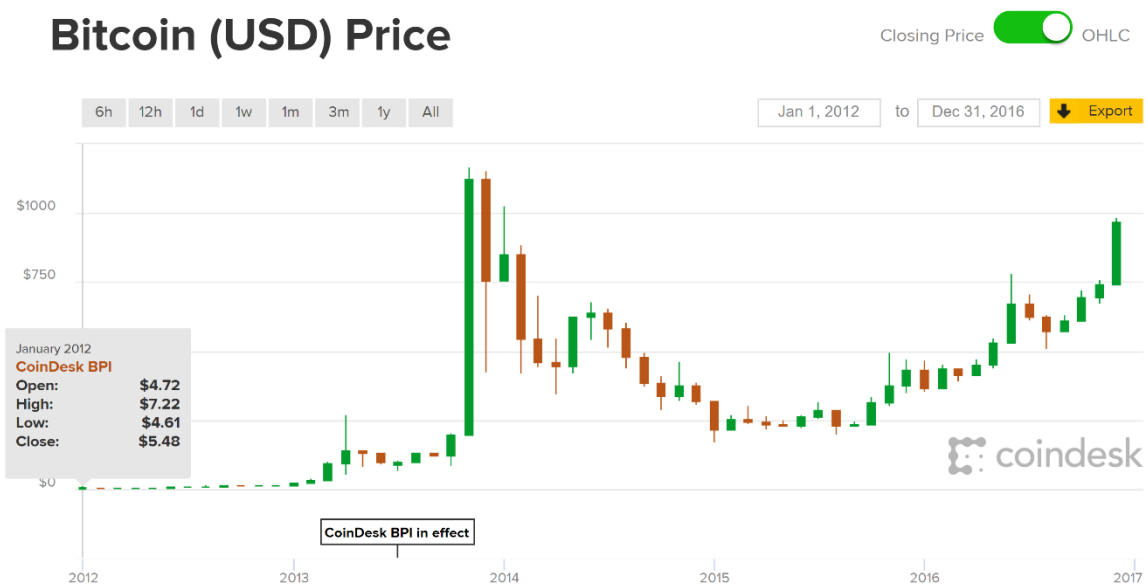 Bitcoin (USD) Price
Closing Price OHLC
6h 12h 1d 1w 1m 3m 1y All
Jan 1, 2012 to Dec 31, 2016 Export
$1000
$750
January 2012
CoinDesk BPI
Open: $4.72
High: $7.22
Low: $4.61
Close: $5.48
coindesk
$0
CoinDesk BPI in effect
2012 2013 2014 2015 2016 2017